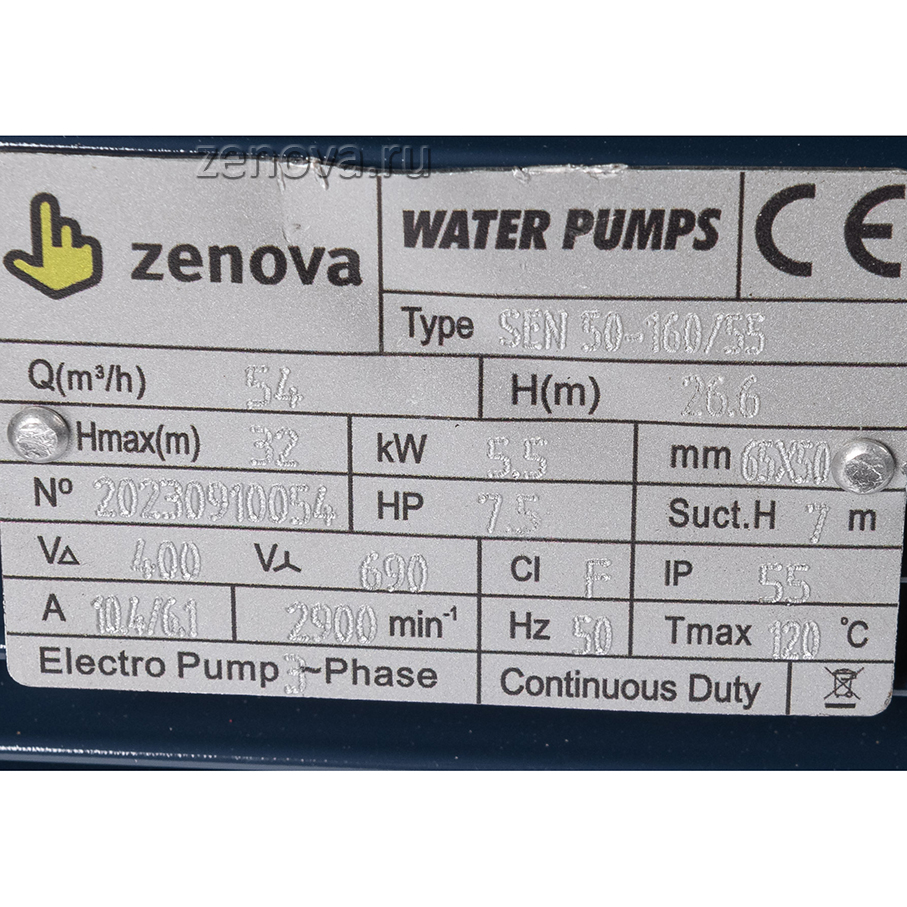 zenova.ru
zenova
WATER PUMPS
CE
Type SEN 50-160/55
Q(m³/h) 54 H(m) 26.6
Hmax(m) 32 kW 5.5 mm 65X50
Nº 20230910054 HP 7.5 Suct.H 7 m
V△ 400 V⅄ 690 Cl F IP 55
A 10.4/6.1 2900 min⁻¹ Hz 50 Tmax 120 °C
Electro Pump 3~Phase Continuous Duty